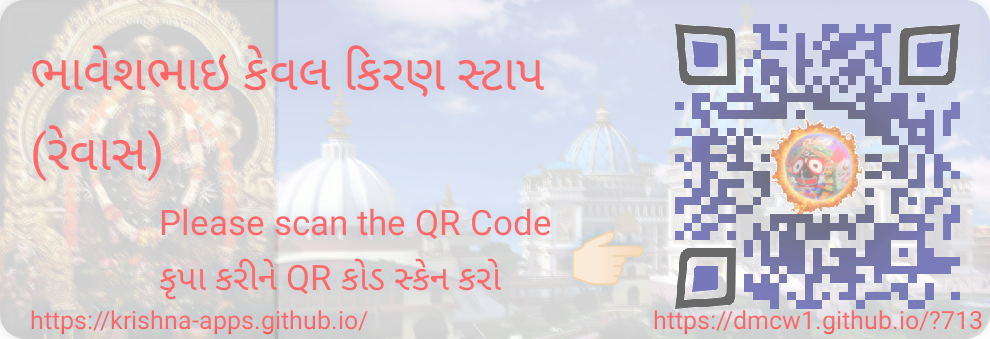 ભાવેશભાઇ કેવલ કિરણ સ્ટાપ
(રેવાસ)
Please scan the QR Code
કૃપા કરીને QR કોડ સ્કેન કરો
https://krishna-apps.github.io/
https://dmcw1.github.io/?713